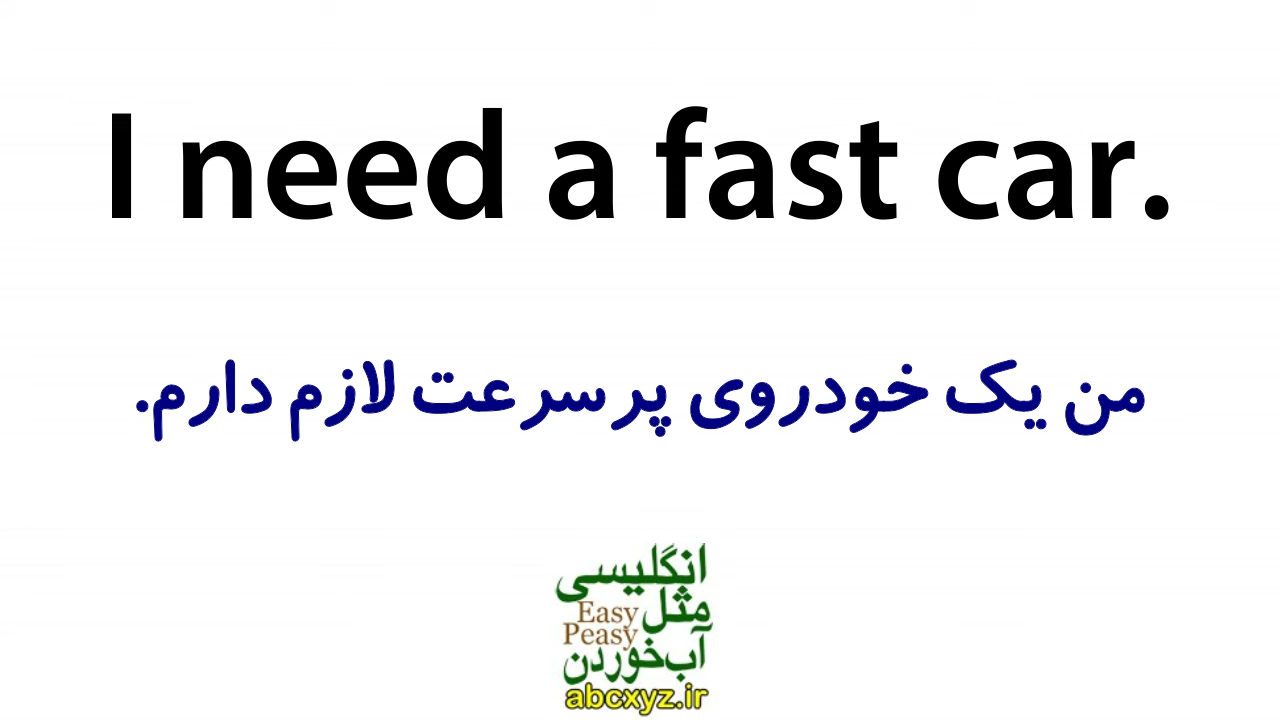 I need a fast car.
من یک خودروی پرسرعت لازم دارم.
انگلیسی
مثل
Easy
Peasy
آب‌خوردن
abcxyz.ir